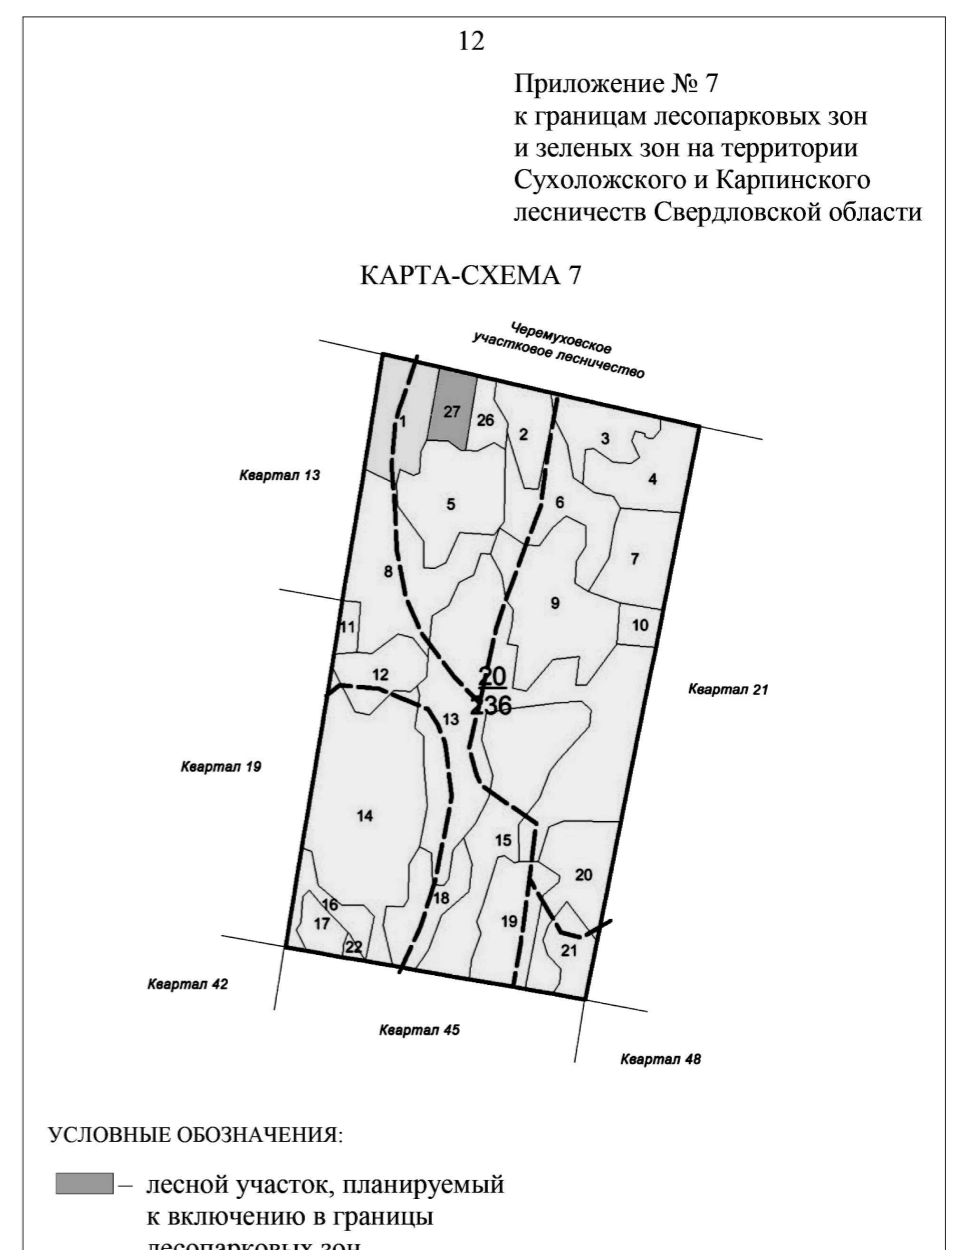 12
Приложение № 7
к границам лесопарковых зон
и зеленых зон на территории
Сухоложского и Карпинского
лесничеств Свердловской области
КАРТА-СХЕМА 7
Черемуховское
участковое лесничество
1
27
26
2
3
4
Квартал 13
5
6
7
8
9
10
11
12
20
236
Квартал 21
13
Квартал 19
14
15
20
16
17
18
19
22
21
Квартал 42
Квартал 45
Квартал 48
УСЛОВНЫЕ ОБОЗНАЧЕНИЯ:
– лесной участок, планируемый
к включению в границы
лесопарковых зон